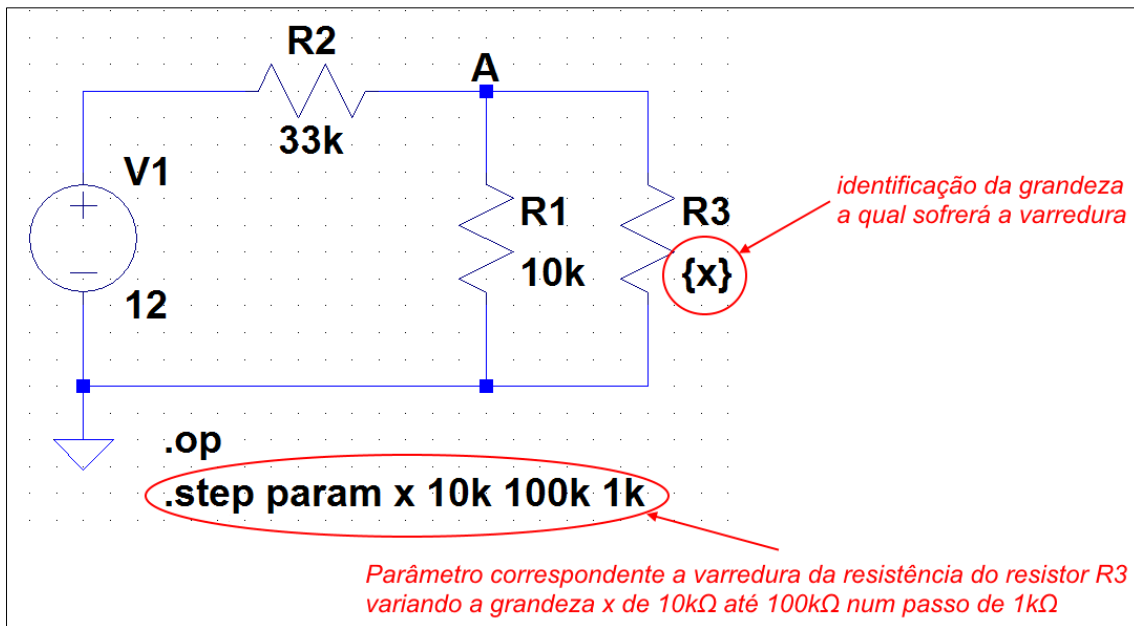 R2
A
33k
V1
R1
R3
identificação da grandeza
a qual sofrerá a varredura
10k
{x}
12
.op
.step param x 10k 100k 1k
Parâmetro correspondente a varredura da resistência do resistor R3
variando a grandeza x de 10kΩ até 100kΩ num passo de 1kΩ